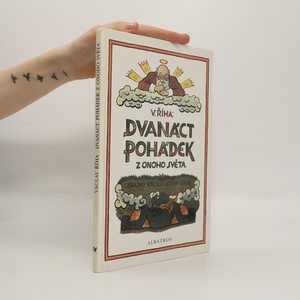 VÁCLAV ŘÍHA: DVANÁCT POHÁDEK Z ONOHO SVĚTA
V. ŘÍHA:
DVANÁCT
POHÁDEK
Z ONOHO SVĚTA
ALBATROS